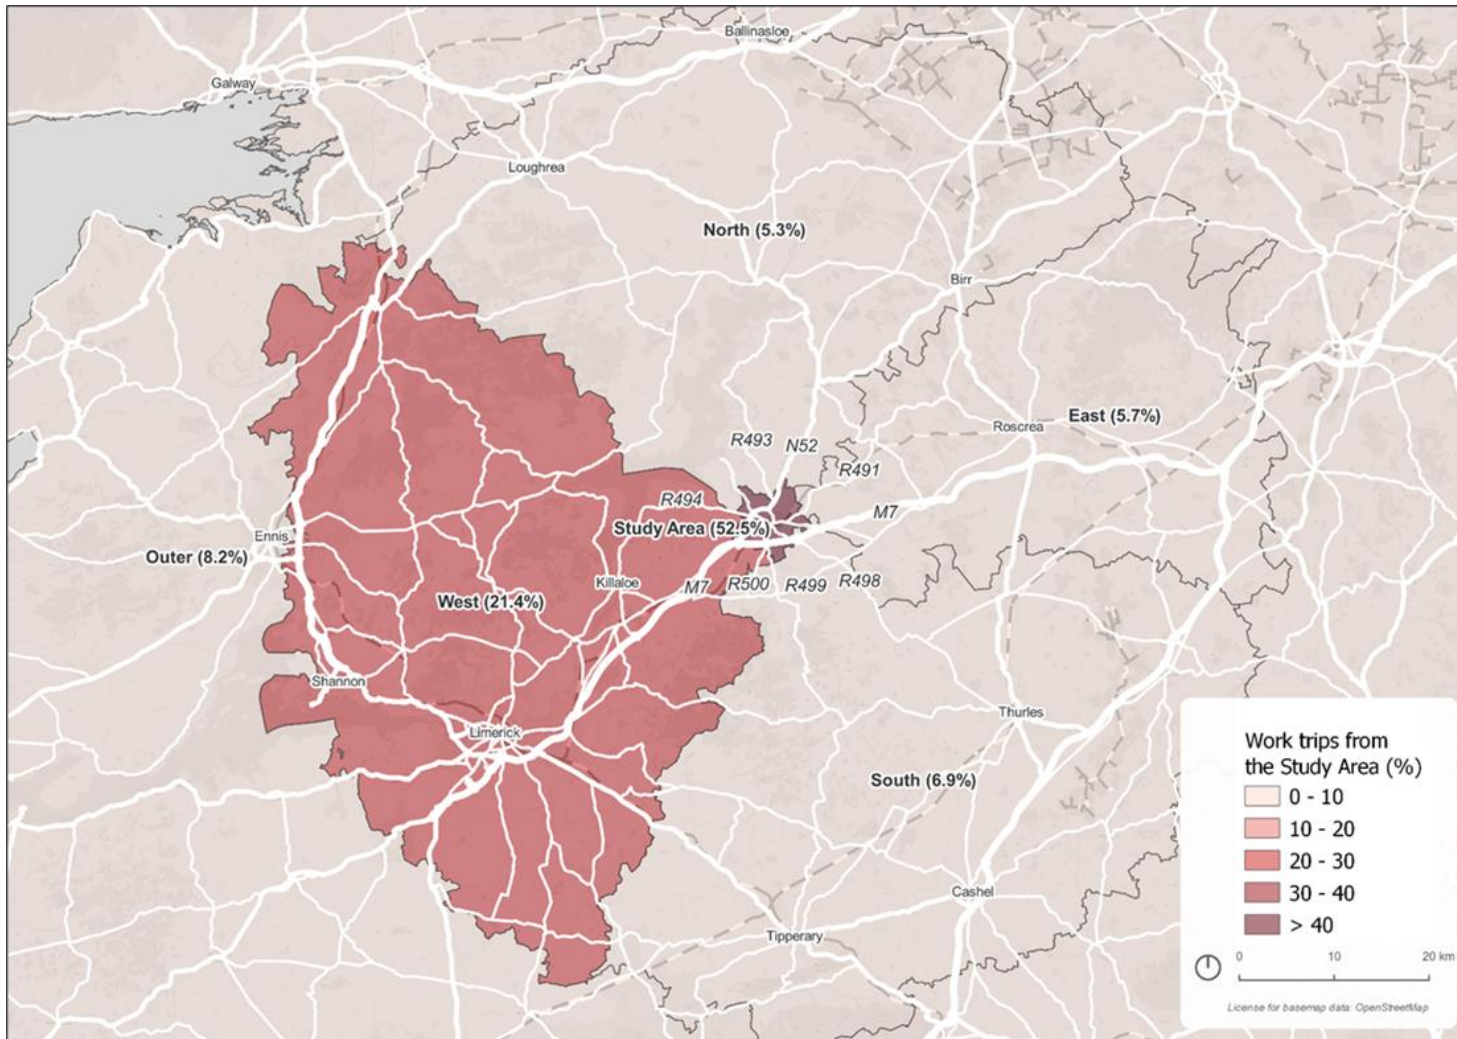 Ballinasloe
Galway
Loughrea
North (5.3%)
Birr
East (5.7%)
Roscrea
R493
N52
R491
R494
M7
Study Area (52.5%)
Ennis
Outer (8.2%)
Killaloe
M7
R500
R499
R498
West (21.4%)
Shannon
Limerick
Thurles
South (6.9%)
Cashel
Tipperary
Work trips from
the Study Area (%)
0 - 10
10 - 20
20 - 30
30 - 40
> 40
0
10
20 km
License for basemap data: OpenStreetMap